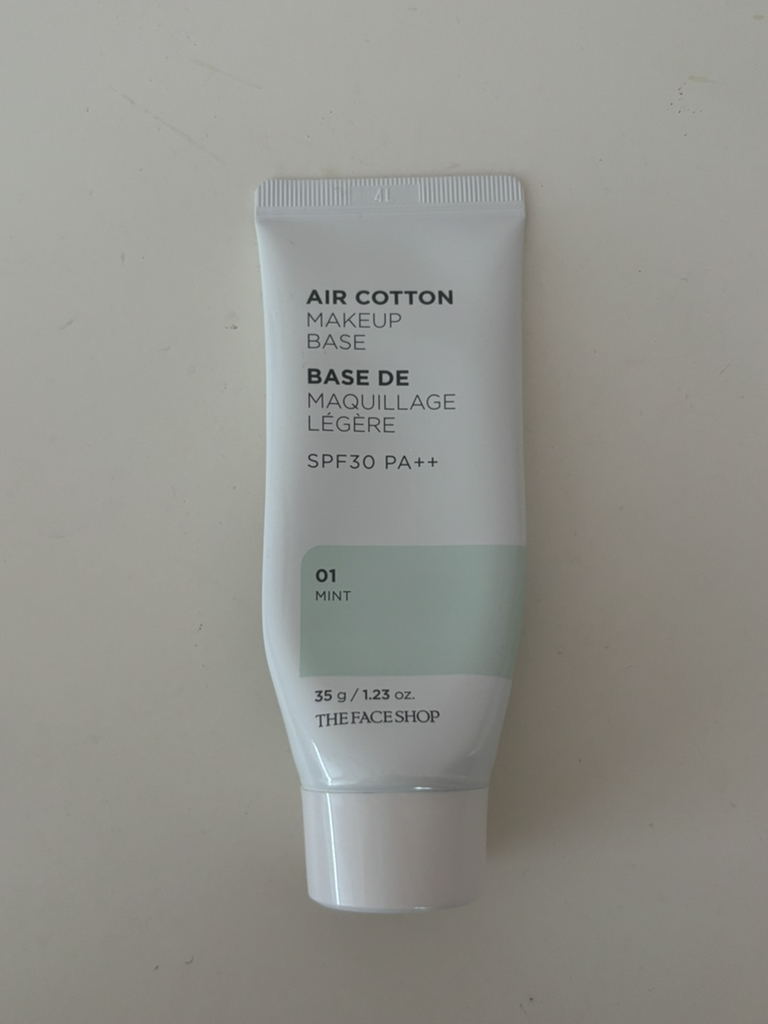 AIR COTTON
MAKEUP
BASE
BASE DE
MAQUILLAGE
LÉGÈRE
SPF30 PA++
01
MINT
35 g / 1.23 oz.
THE FACE SHOP